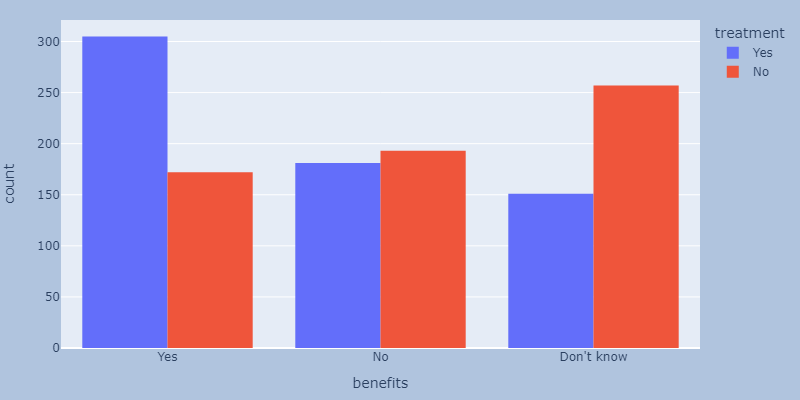 treatment
Yes
No
count
300
250
200
150
100
50
0
Yes
No
Don't know
benefits